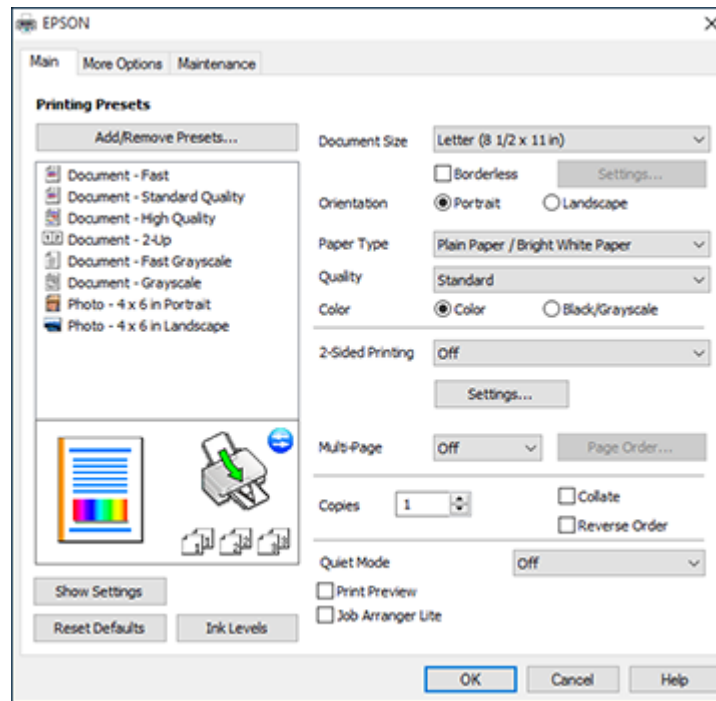 EPSON
Main More Options Maintenance
Printing Presets
Add/Remove Presets...
Document - Fast
Document - Standard Quality
Document - High Quality
Document - 2-Up
Document - Fast Grayscale
Document - Grayscale
Photo - 4 x 6 in Portrait
Photo - 4 x 6 in Landscape
Show Settings
Reset Defaults Ink Levels
Document Size Letter (8 1/2 x 11 in)
Borderless Settings...
Orientation Portrait Landscape
Paper Type Plain Paper / Bright White Paper
Quality Standard
Color Color Black/Grayscale
2-Sided Printing Off
Settings...
Multi-Page Off Page Order...
Copies 1 Collate
Reverse Order
Quiet Mode Off
Print Preview
Job Arranger Lite
OK Cancel Help